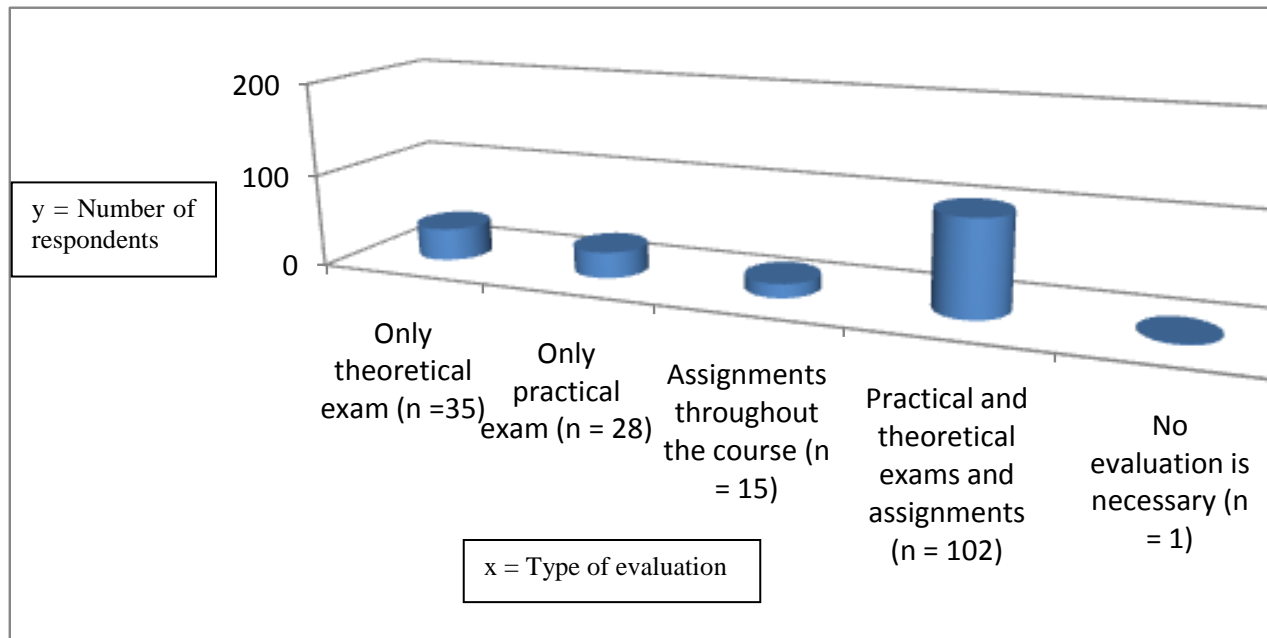 200
100
0
y = Number of
respondents
Only
theoretical
exam (n =35)
Only
practical
exam (n = 28)
Assignments
throughout
the course (n
= 15)
Practical and
theoretical
exams and
assignments
(n = 102)
No
evaluation is
necessary (n
= 1)
x = Type of evaluation